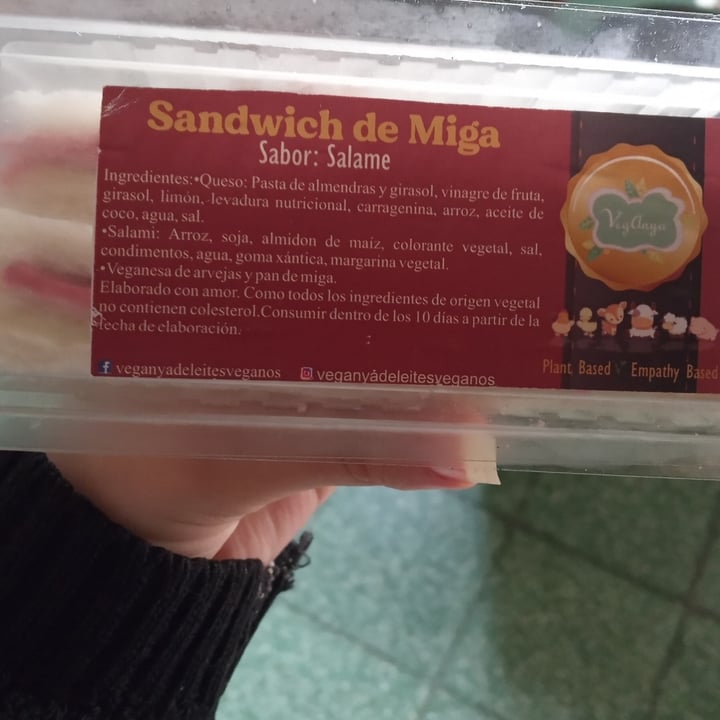 Sandwich de Miga
Sabor: Salame
Ingredientes:•Queso: Pasta de almendras y girasol, vinagre de fruta,
girasol, limón, levadura nutricional, carragenina, arroz, aceite de
coco, agua, sal.
•Salami: Arroz, soja, almidon de maíz, colorante vegetal, sal,
condimentos, agua, goma xántica, margarina vegetal.
•Veganesa de arvejas y pan de miga.
Elaborado con amor. Como todos los ingredientes de origen vegetal
no contienen colesterol.Consumir dentro de los 10 días a partir de la
fecha de elaboración.
veganyadeleitesveganos
veganyadeleitesveganos
VegAnya
Plant Based Empathy Based